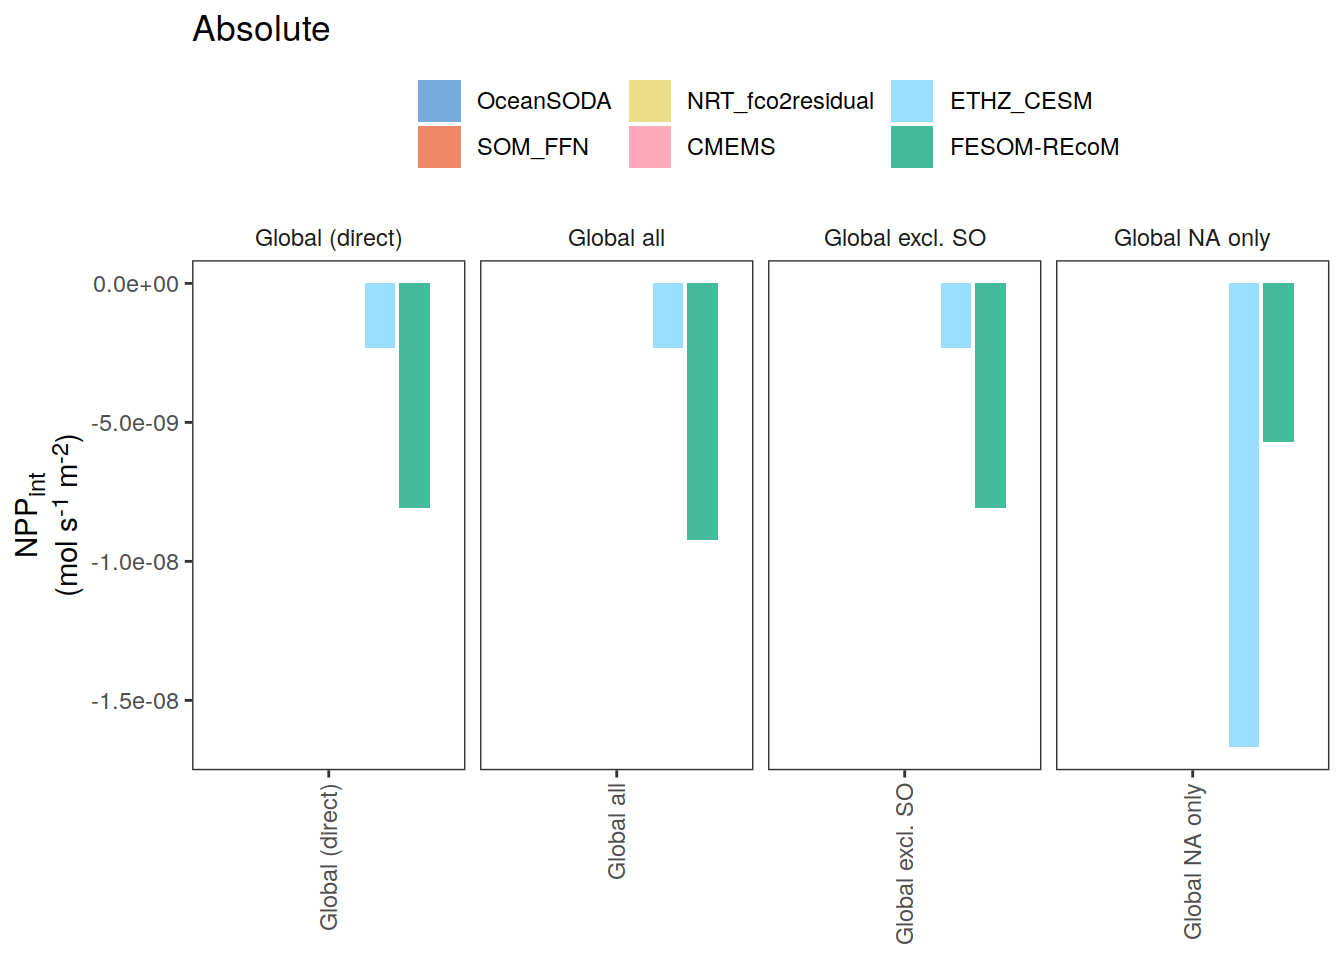 Absolute
OceanSODA NRT_fco2residual ETHZ_CESM
SOM_FFN CMEMS FESOM-REcoM
Global (direct) Global all Global excl. SO Global NA only
0.0e+00
-5.0e-09
-1.0e-08
-1.5e-08
NPPint
(mol s-1 m-2)
Global (direct) Global all Global excl. SO Global NA only